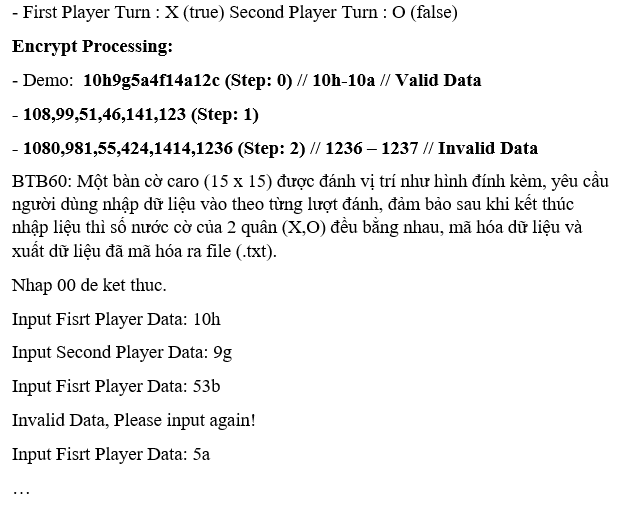 - First Player Turn : X (true) Second Player Turn : O (false)
Encrypt Processing:
- Demo: 10h9g5a4f14a12c (Step: 0) // 10h-10a // Valid Data
- 108,99,51,46,141,123 (Step: 1)
- 1080,981,55,424,1414,1236 (Step: 2) // 1236 – 1237 // Invalid Data
BTB60: Một bàn cờ caro (15 x 15) được đánh vị trí như hình đính kèm, yêu cầu
người dùng nhập dữ liệu vào theo từng lượt đánh, đảm bảo sau khi kết thúc
nhập liệu thì số nước cờ của 2 quân (X,O) đều bằng nhau, mã hóa dữ liệu và
xuất dữ liệu đã mã hóa ra file (.txt).
Nhap 00 de ket thuc.
Input Fisrt Player Data: 10h
Input Second Player Data: 9g
Input Fisrt Player Data: 53b
Invalid Data, Please input again!
Input Fisrt Player Data: 5a
…